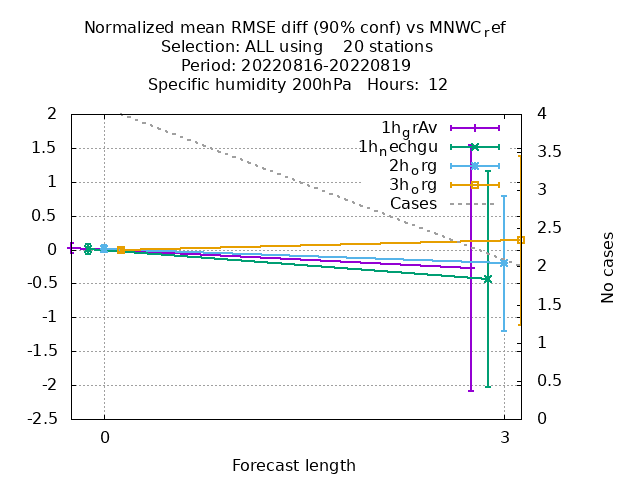 Normalized mean RMSE diff (90% conf) vs MNWC_ref
Selection: ALL using    20 stations
Period: 20220816-20220819
Specific humidity 200hPa   Hours:  12
1h_grAv
1h_nechgu
2h_org
3h_org
Cases
2
1.5
1
0.5
0
-0.5
-1
-1.5
-2
-2.5
4
3.5
3
2.5
2
1.5
1
0.5
0
No cases
0 3
Forecast length